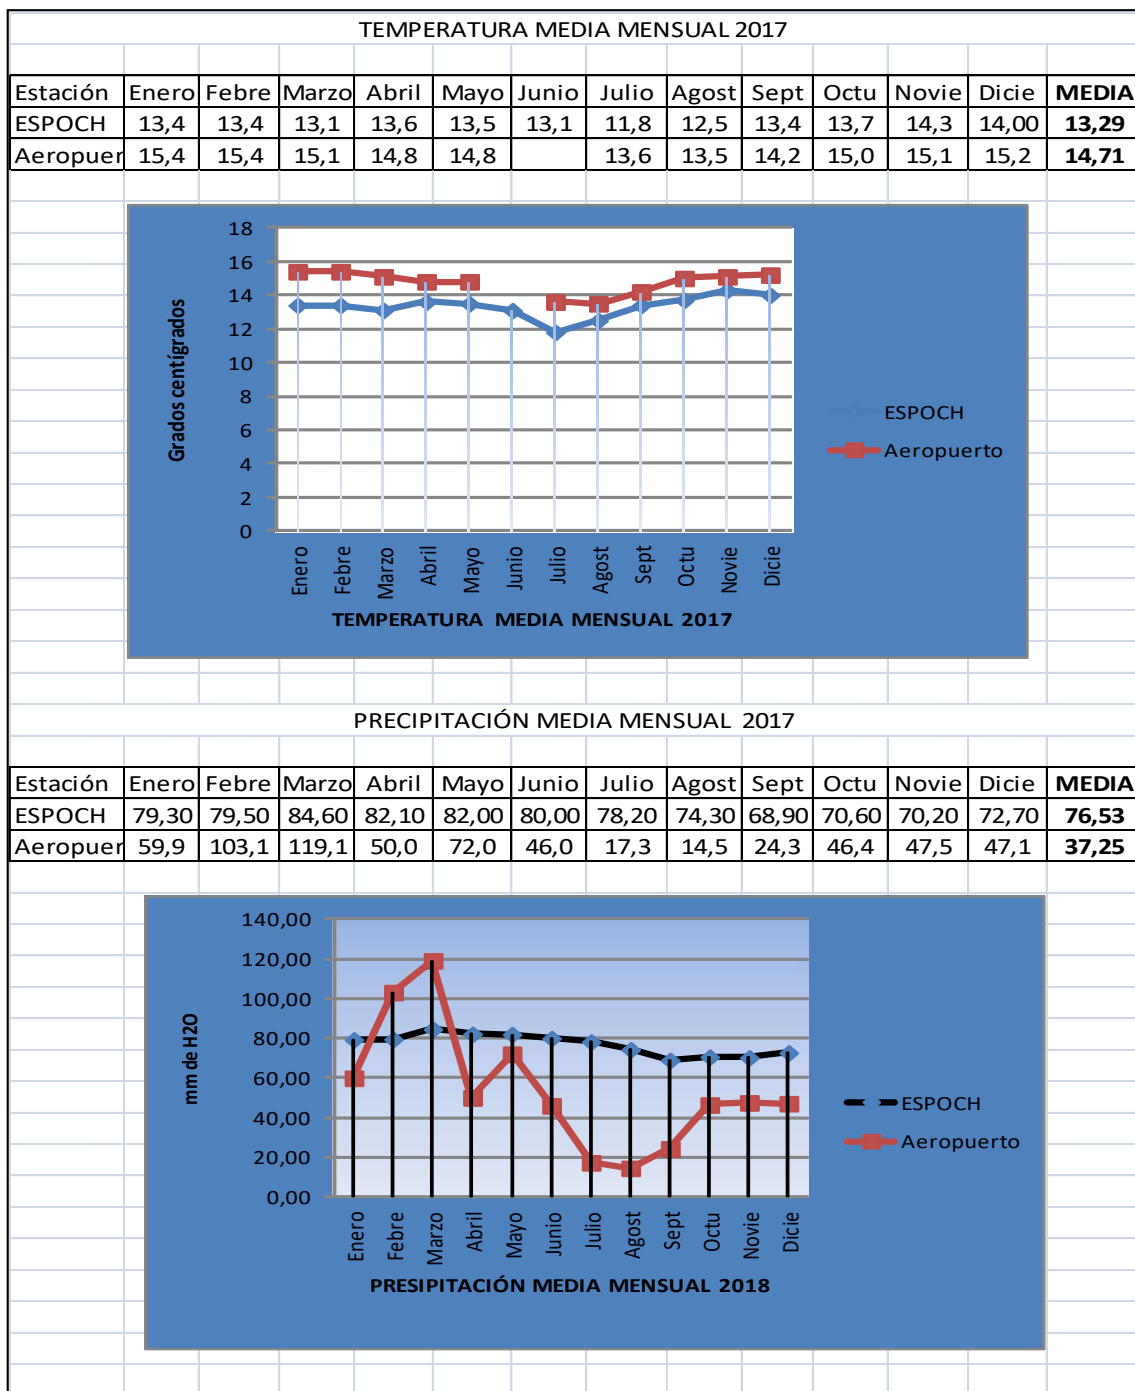 TEMPERATURA MEDIA MENSUAL 2017
Estación Enero Febre Marzo Abril Mayo Junio Julio Agost Sept Octu Novie Dicie MEDIA
ESPOCH 13,4 13,4 13,1 13,6 13,5 13,1 11,8 12,5 13,4 13,7 14,3 14,00 13,29
Aeropuer 15,4 15,4 15,1 14,8 14,8 13,6 13,5 14,2 15,0 15,1 15,2 14,71
18
16
14
12
10
8
6
4
2
0
Grados centígrados
Enero Febre Marzo Abril Mayo Junio Julio Agost Sept Octu Novie Dicie
TEMPERATURA MEDIA MENSUAL 2017
ESPOCH
Aeropuerto
PRECIPITACIÓN MEDIA MENSUAL 2017
Estación Enero Febre Marzo Abril Mayo Junio Julio Agost Sept Octu Novie Dicie MEDIA
ESPOCH 79,30 79,50 84,60 82,10 82,00 80,00 78,20 74,30 68,90 70,60 70,20 72,70 76,53
Aeropuer 59,9 103,1 119,1 50,0 72,0 46,0 17,3 14,5 24,3 46,4 47,5 47,1 37,25
140,00
120,00
100,00
80,00
60,00
40,00
20,00
0,00
mm de H2O
Enero Febre Marzo Abril Mayo Junio Julio Agost Sept Octu Novie Dicie
PRESIPITACIÓN MEDIA MENSUAL 2018
ESPOCH
Aeropuerto